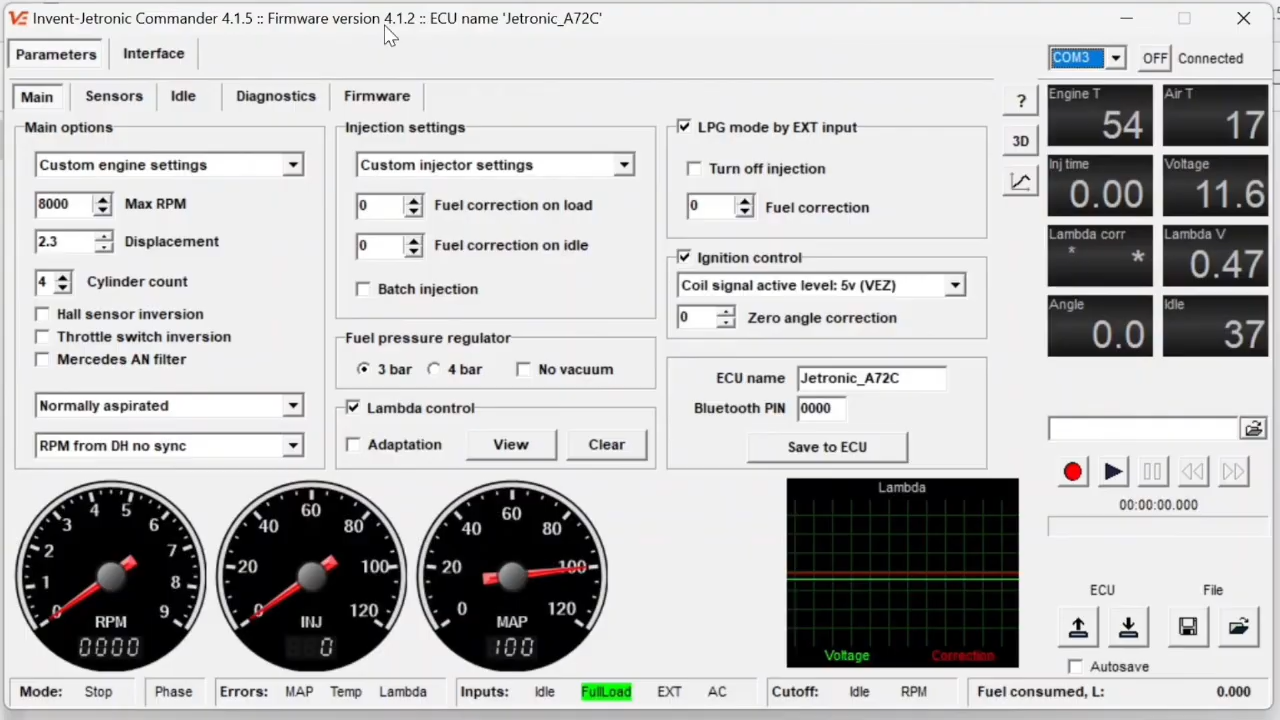 Invent-Jetronic Commander 4.1.5 :: Firmware version 4.1.2 :: ECU name 'Jetronic_A72C'
Parameters Interface
COM3 OFF Connected
Main Sensors Idle Diagnostics Firmware
Main options
Custom engine settings
8000 Max RPM
2.3 Displacement
4 Cylinder count
Hall sensor inversion
Throttle switch inversion
Mercedes AN filter
Normally aspirated
RPM from DH no sync
Injection settings
Custom injector settings
0 Fuel correction on load
0 Fuel correction on idle
Batch injection
Fuel pressure regulator
3 bar 4 bar No vacuum
Lambda control
Adaptation View Clear
LPG mode by EXT input
Turn off injection
0 Fuel correction
Ignition control
Coil signal active level: 5v (VEZ)
0 Zero angle correction
ECU name Jetronic_A72C
Bluetooth PIN 0000
Save to ECU
?
3D
Engine T Air T
54 17
Inj time Voltage
0.00 11.6
Lambda corr Lambda V
* * 0.47
Angle Idle
0.0 37
00:00:00.000
ECU File
Autosave
0 1 2 3 4 5 6 7 8 9
RPM
0000
0 20 40 60 80 100 120
INJ
0
0 20 40 60 80 100 120
MAP
100
Lambda
Voltage Correction
Mode: Stop Phase Errors: MAP Temp Lambda Inputs: Idle FullLoad EXT AC Cutoff: Idle RPM Fuel consumed, L: 0.000